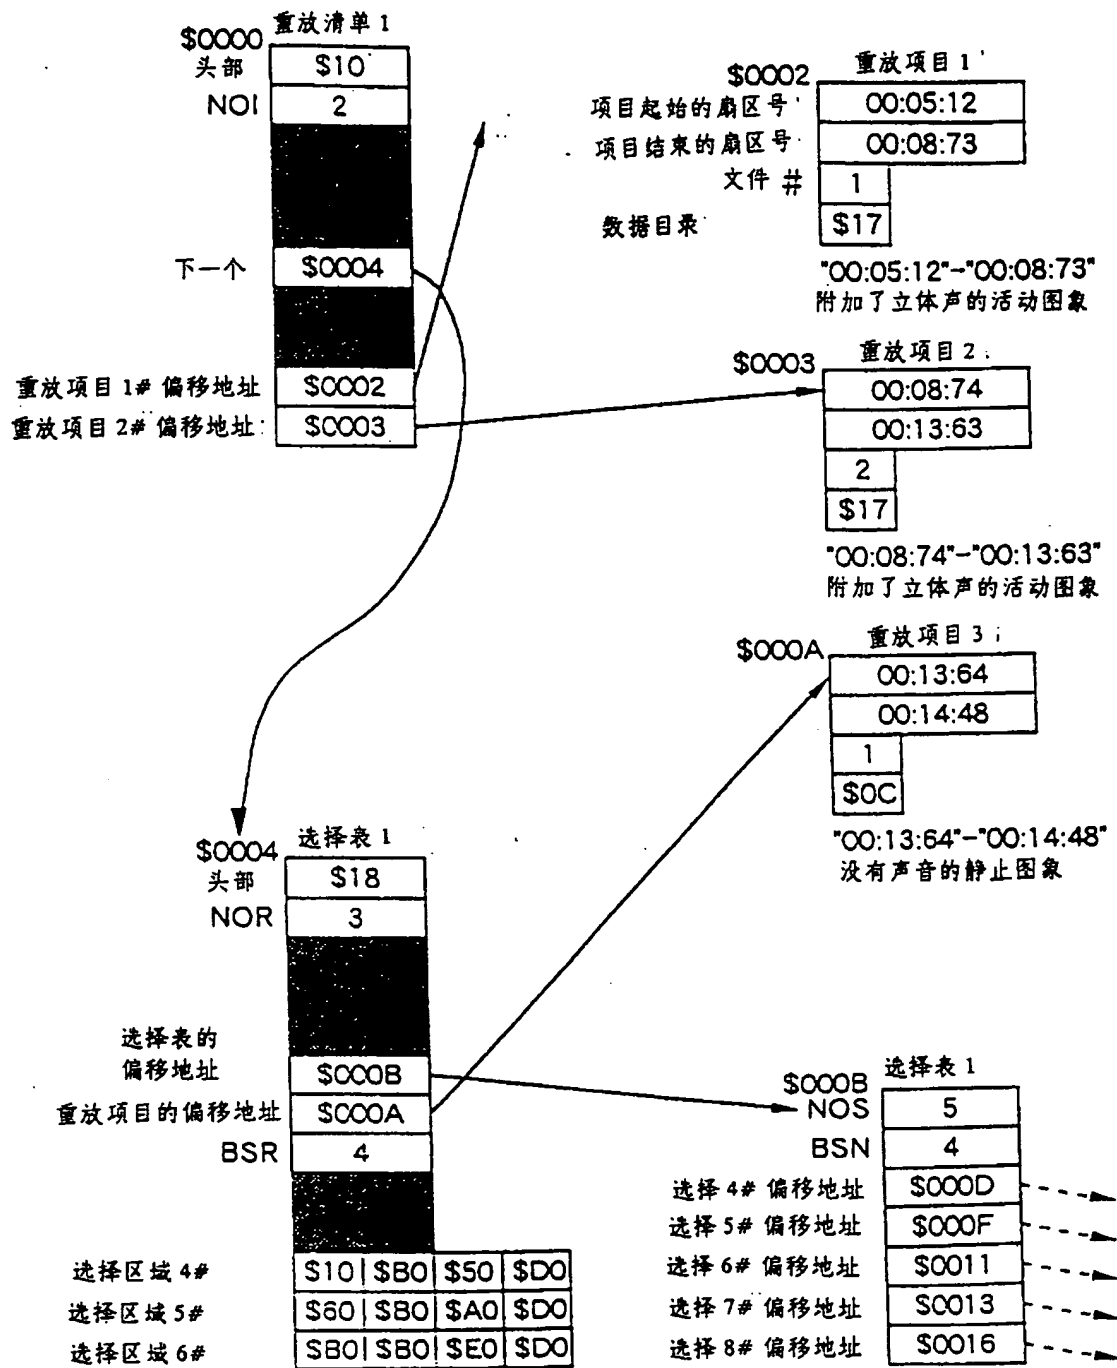 重放清单 1
$0000
头部 $10
NOI 2
下一个 $0004
重放项目 1# 偏移地址 $0002
重放项目 2# 偏移地址 $0003
重放项目 1
$0002
项目起始的扇区号 00:05:12
项目结束的扇区号 00:08:73
文件 # 1
数据目录 $17
"00:05:12"-"00:08:73"
附加了立体声的活动图象
重放项目 2
$0003
00:08:74
00:13:63
2
$17
"00:08:74"-"00:13:63"
附加了立体声的活动图象
重放项目 3
$000A
00:13:64
00:14:48
1
$0C
"00:13:64"-"00:14:48"
没有声音的静止图象
选择表 1
$0004
头部 $18
NOR 3
选择表的
偏移地址 $000B
重放项目的偏移地址 $000A
BSR 4
选择区域 4# $10 $B0 $50 $D0
选择区域 5# $60 $B0 $A0 $D0
选择区域 6# $B0 $B0 $E0 $D0
选择表 1
$000B
NOS 5
BSN 4
选择 4# 偏移地址 $000D
选择 5# 偏移地址 $000F
选择 6# 偏移地址 $0011
选择 7# 偏移地址 $0013
选择 8# 偏移地址 $0016